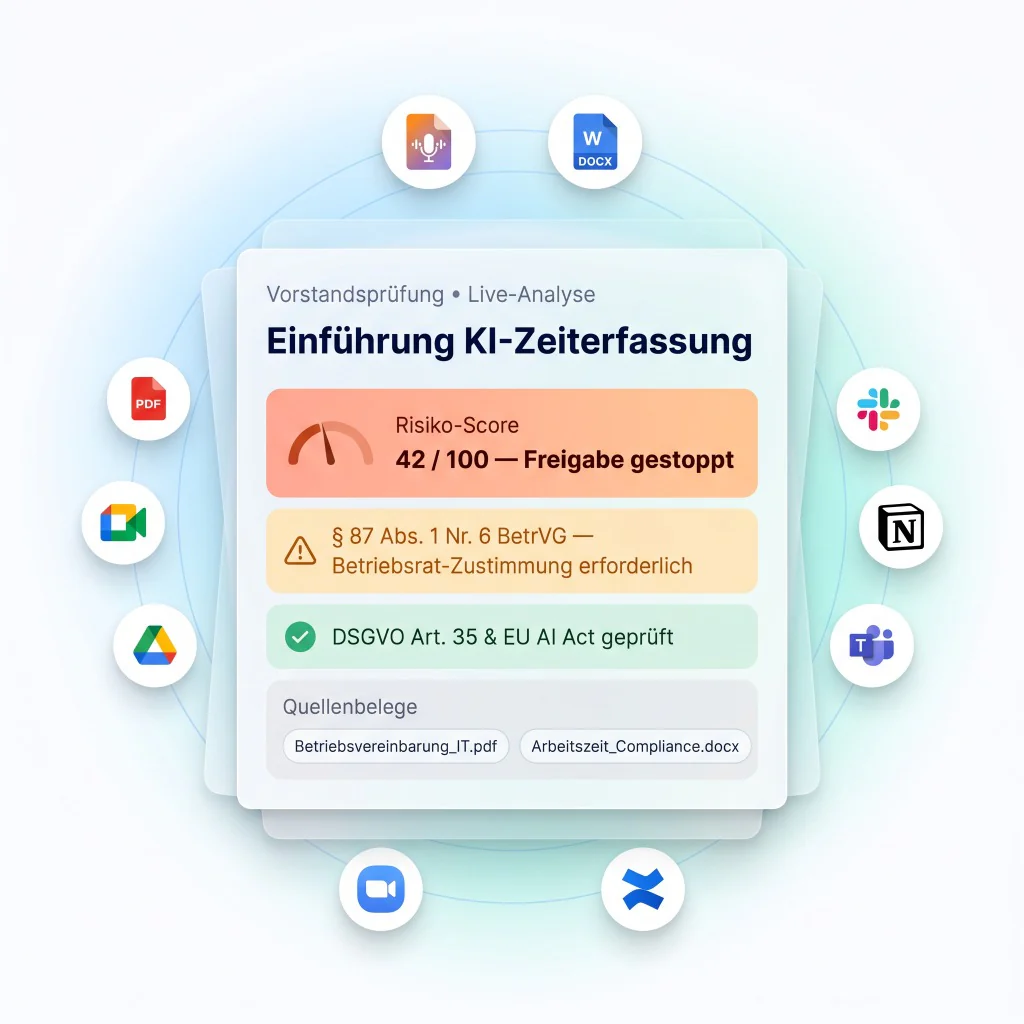 W
DOCX
Vorstandsprüfung • Live-Analyse
Einführung KI-Zeiterfassung
PDF
Risiko-Score
42 / 100 — Freigabe gestoppt
§ 87 Abs. 1 Nr. 6 BetrVG —
Betriebsrat-Zustimmung erforderlich
N
DSGVO Art. 35 & EU AI Act geprüft
T
Quellenbelege
Betriebsvereinbarung_IT.pdf
Arbeitszeit_Compliance.docx